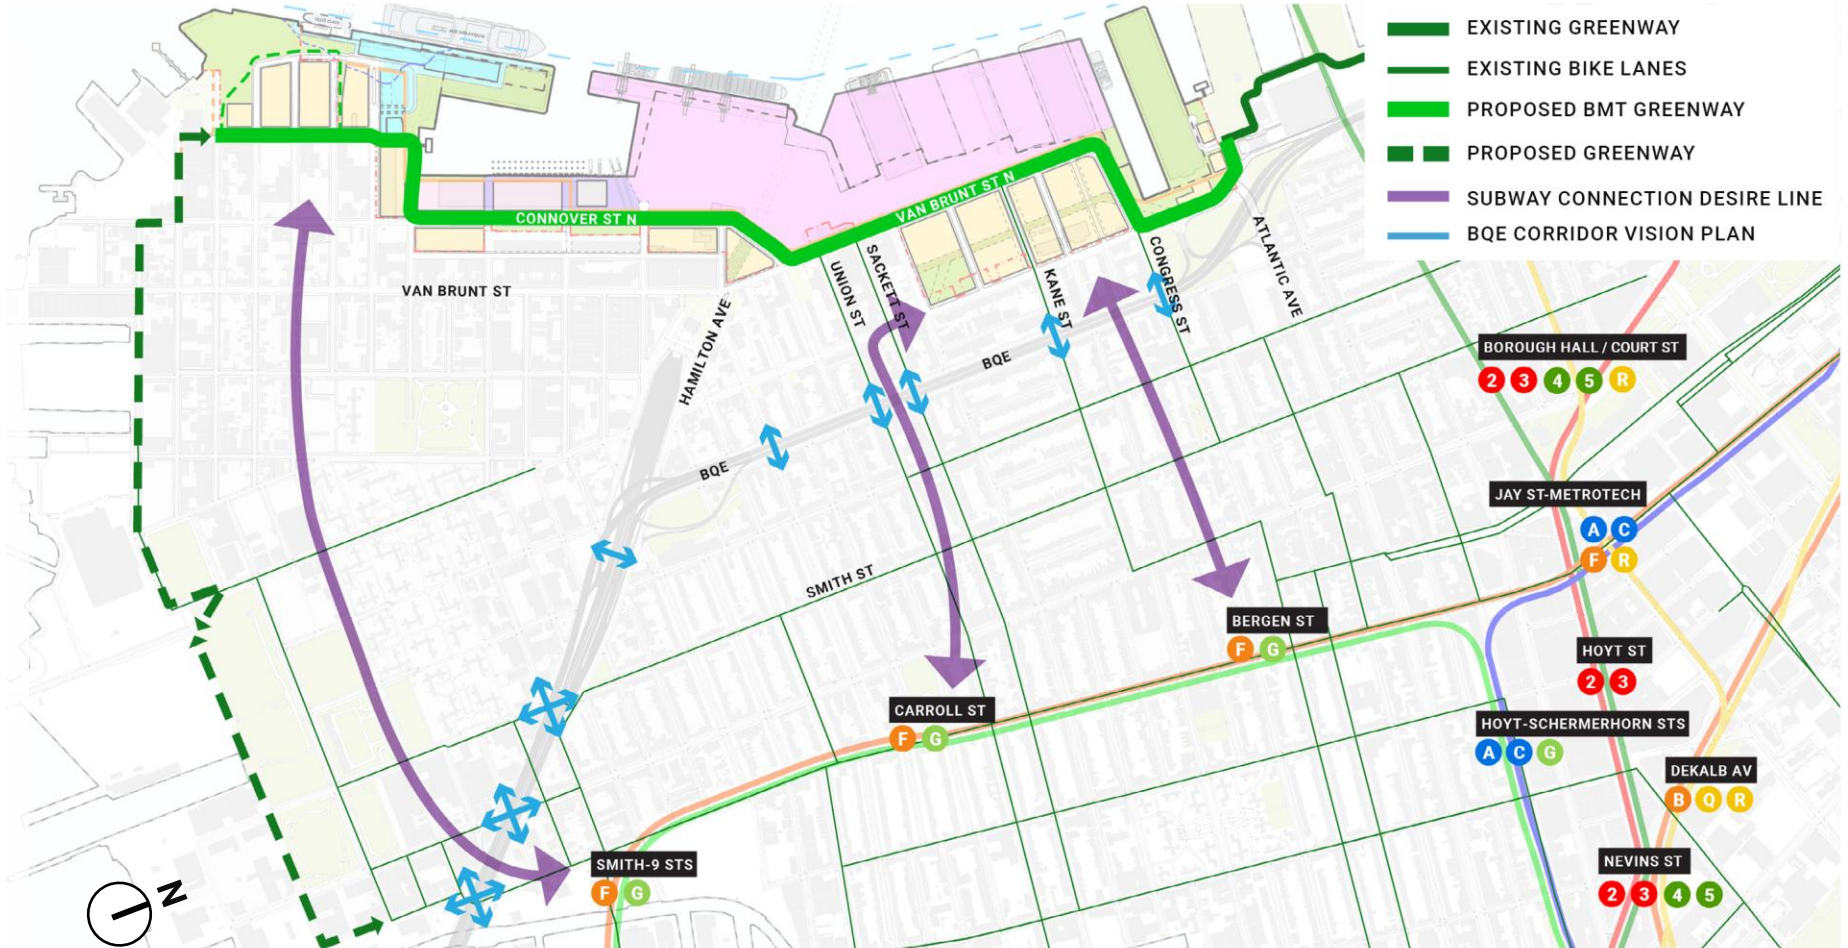 EXISTING GREENWAY
EXISTING BIKE LANES
PROPOSED BMT GREENWAY
PROPOSED GREENWAY
SUBWAY CONNECTION DESIRE LINE
BQE CORRIDOR VISION PLAN
VAN BRUNT ST N
CONNOVER ST N
VAN BRUNT ST
HAMILTON AVE
UNION ST
SACKETT ST
KANE ST
CONGRESS ST
ATLANTIC AVE
BQE
BQE
SMITH ST
BOROUGH HALL / COURT ST
2 3 4 5 R
JAY ST-METROTECH
A C
F R
BERGEN ST
F G
HOYT ST
2 3
CARROLL ST
F G
HOYT-SCHERMERHORN STS
A C G
DEKALB AV
B Q R
SMITH-9 STS
F G
NEVINS ST
2 3 4 5
N